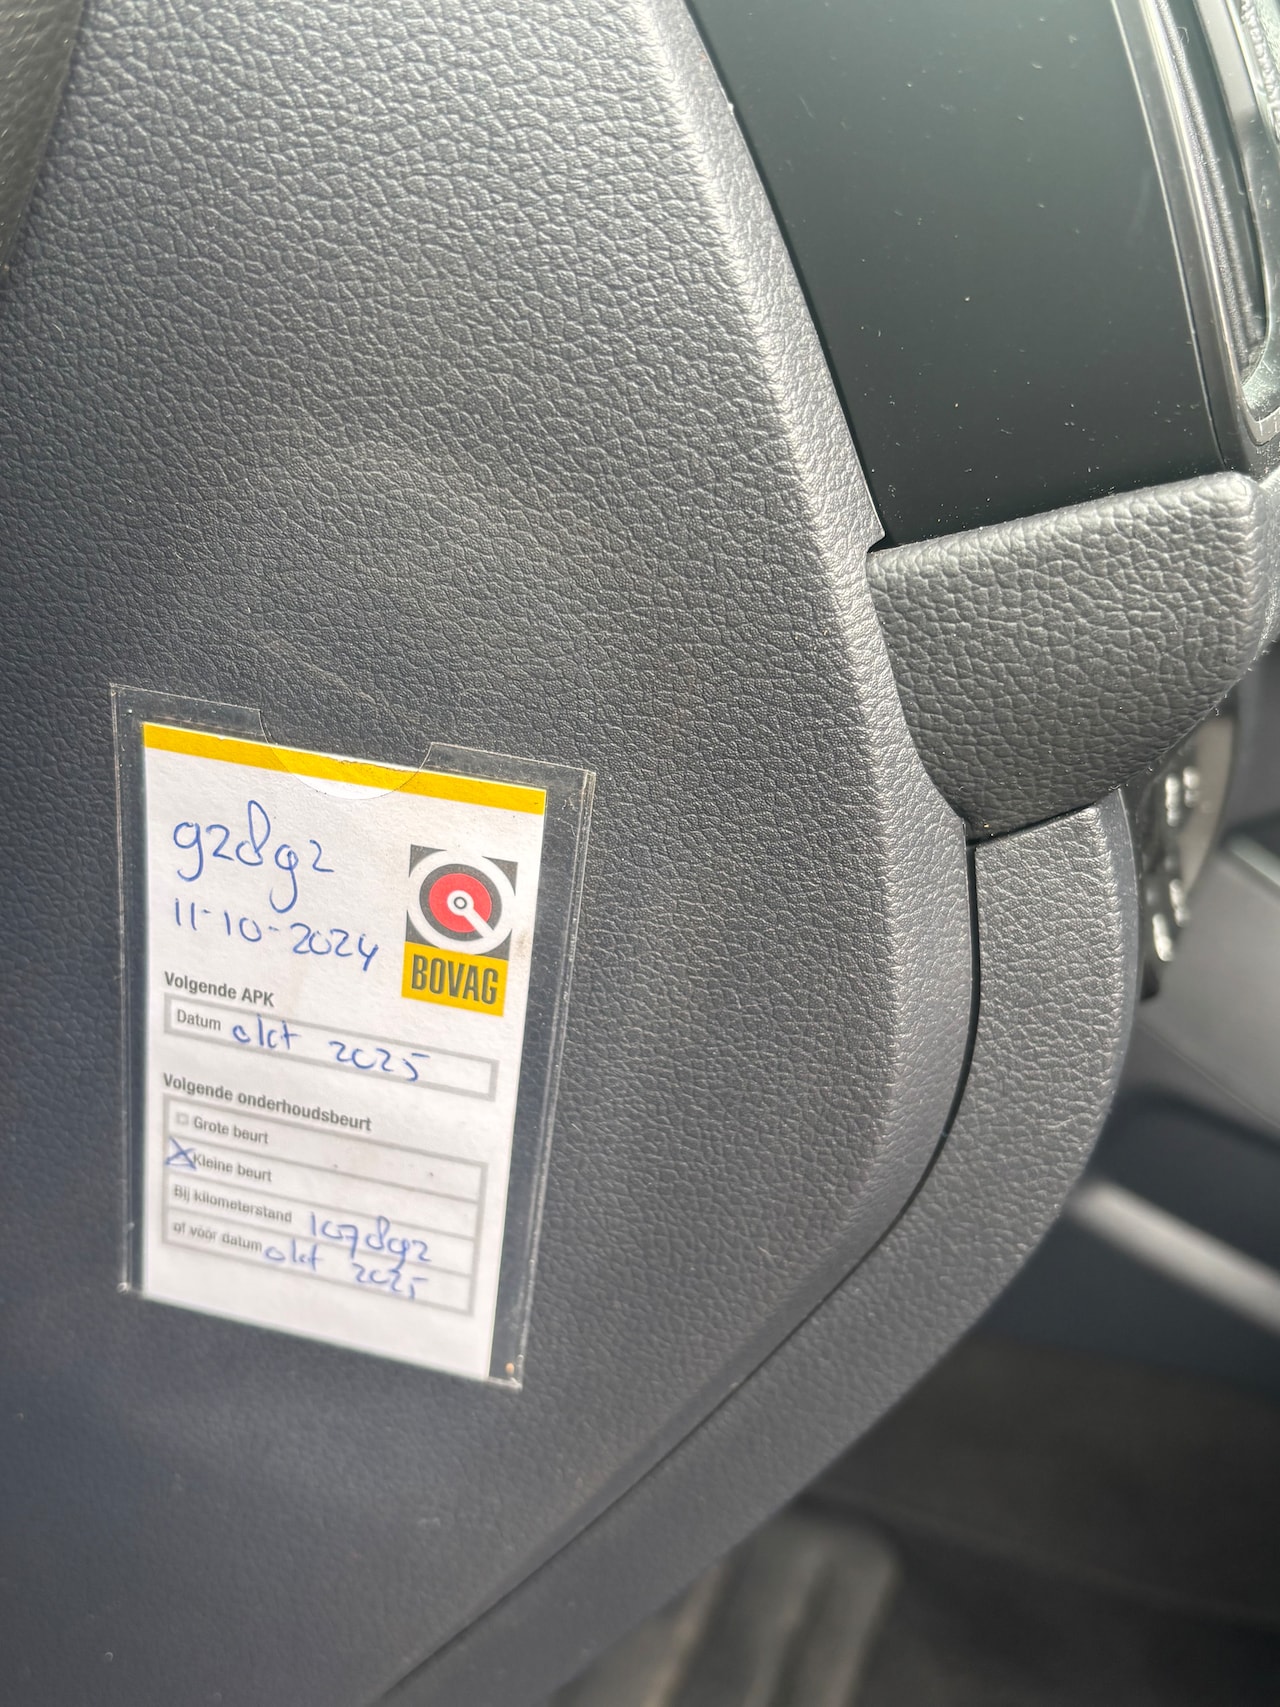 92892
11-10-2024
BOVAG
Volgende APK
Datum okt 2025
Volgende onderhoudsbeurt
Grote beurt
Kleine beurt
Bij kilometerstand 107892
of vóór datum okt 2025